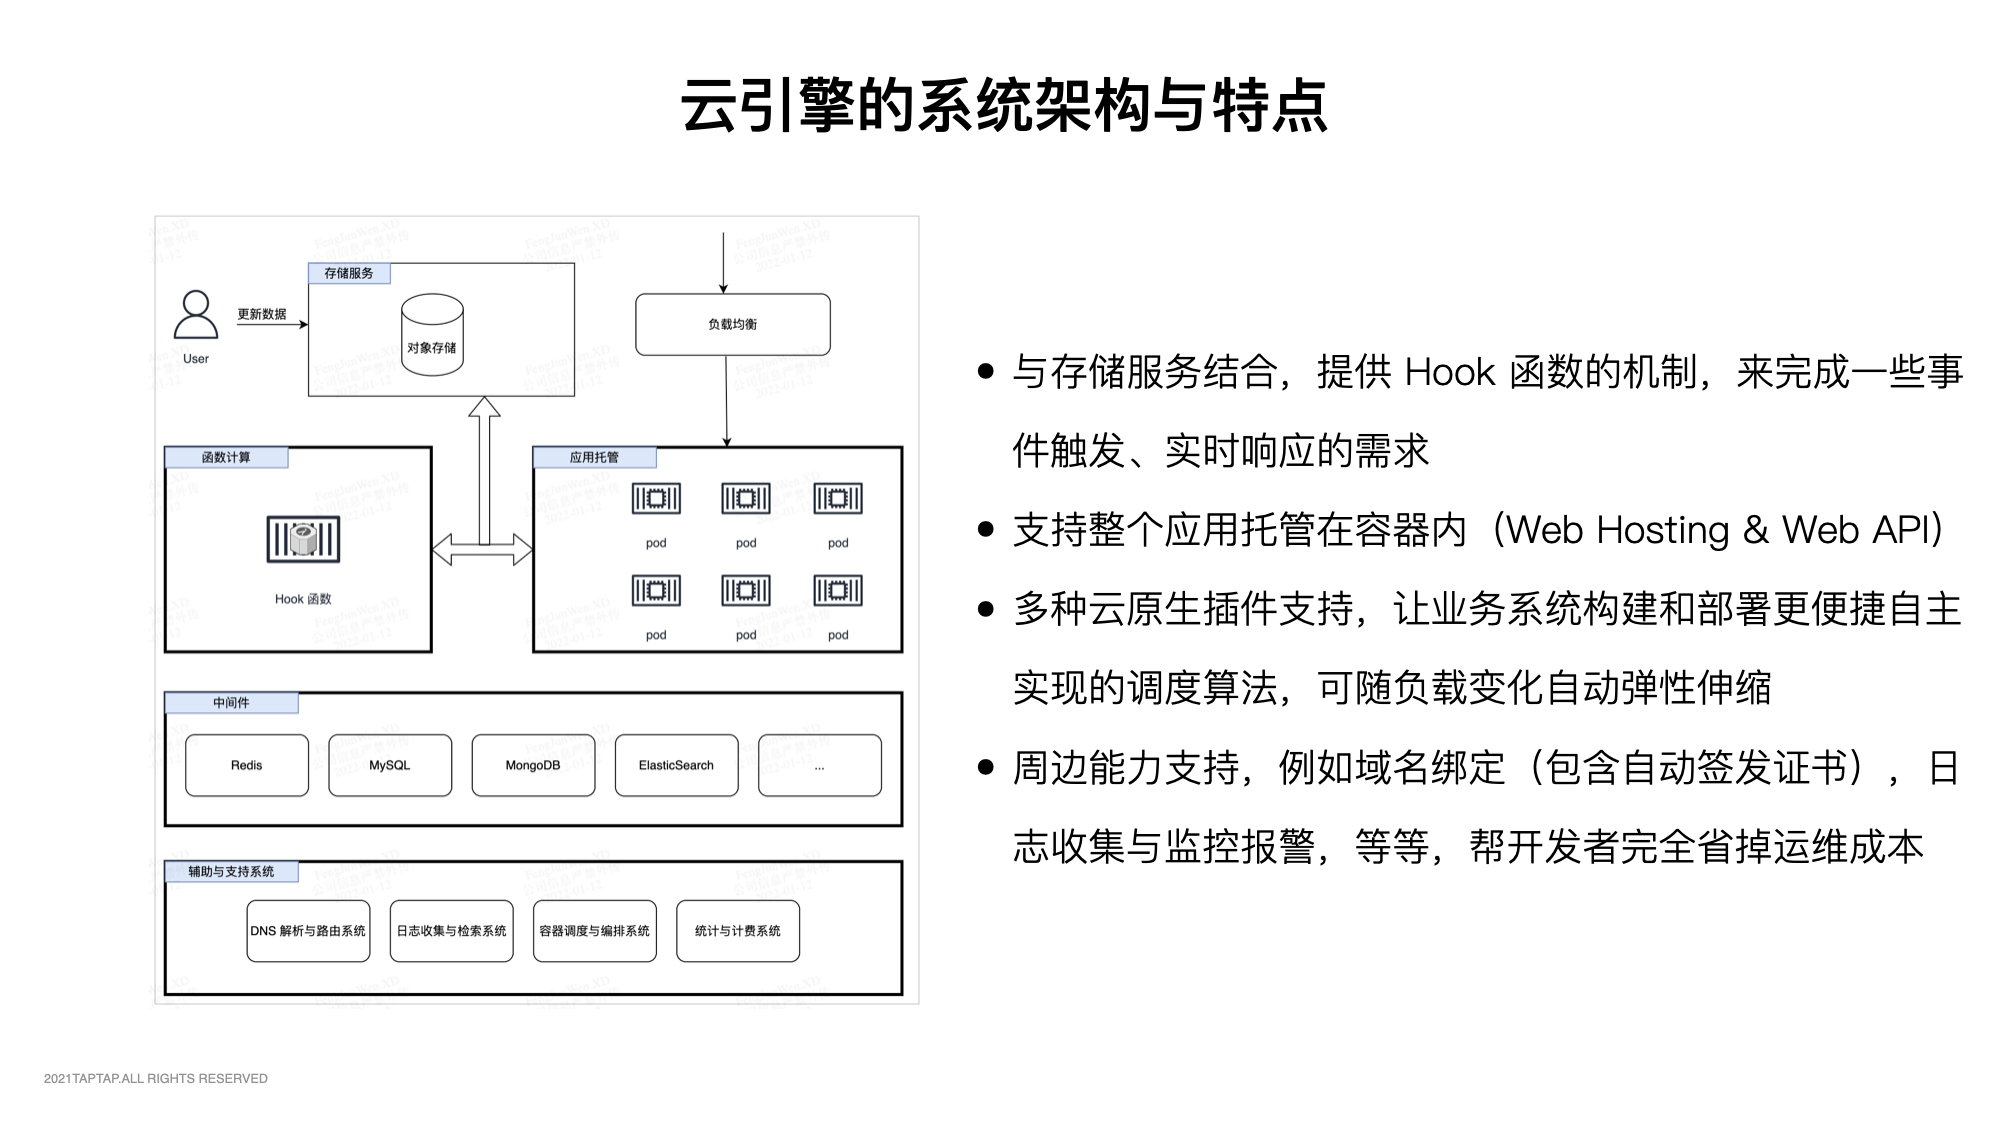 云引擎的系统架构与特点
存储服务
更新数据
User
对象存储
负载均衡
函数计算
Hook 函数
应用托管
pod
pod
pod
pod
pod
pod
中间件
Redis
MySQL
MongoDB
ElasticSearch
...
辅助与支持系统
DNS 解析与路由系统
日志收集与检索系统
容器调度与编排系统
统计与计费系统
与存储服务结合，提供 Hook 函数的机制，来完成一些事
件触发、实时响应的需求
支持整个应用托管在容器内（Web Hosting & Web API）
多种云原生插件支持，让业务系统构建和部署更便捷自主
实现的调度算法，可随负载变化自动弹性伸缩
周边能力支持，例如域名绑定（包含自动签发证书），日
志收集与监控报警，等等，帮开发者完全省掉运维成本
2021TAPTAP.ALL RIGHTS RESERVED